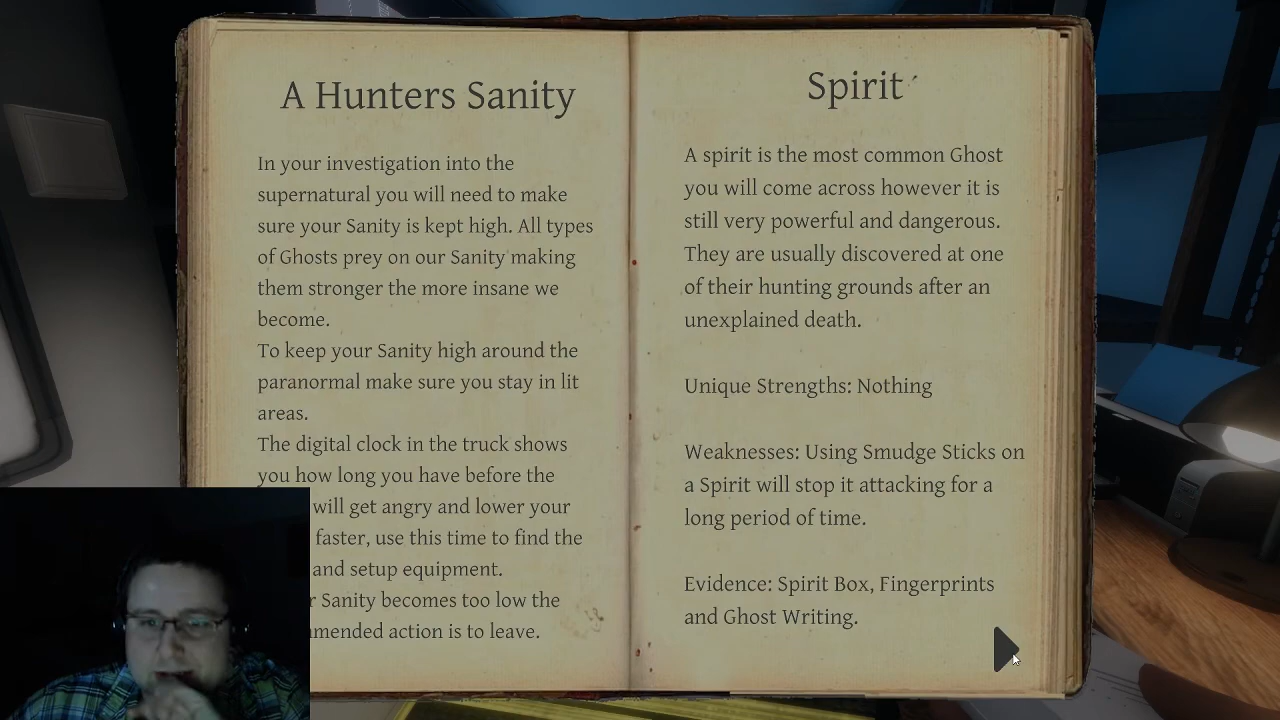 A Hunters Sanity
In your investigation into the
supernatural you will need to make
sure your Sanity is kept high. All types
of Ghosts prey on our Sanity making
them stronger the more insane we
become.
To keep your Sanity high around the
paranormal make sure you stay in lit
areas.
The digital clock in the truck shows
you how long you have before the
will get angry and lower your
faster, use this time to find the
and setup equipment.
Sanity becomes too low the
action is to leave.
Spirit
A spirit is the most common Ghost
you will come across however it is
still very powerful and dangerous.
They are usually discovered at one
of their hunting grounds after an
unexplained death.
Unique Strengths: Nothing
Weaknesses: Using Smudge Sticks on
a Spirit will stop it attacking for a
long period of time.
Evidence: Spirit Box, Fingerprints
and Ghost Writing.